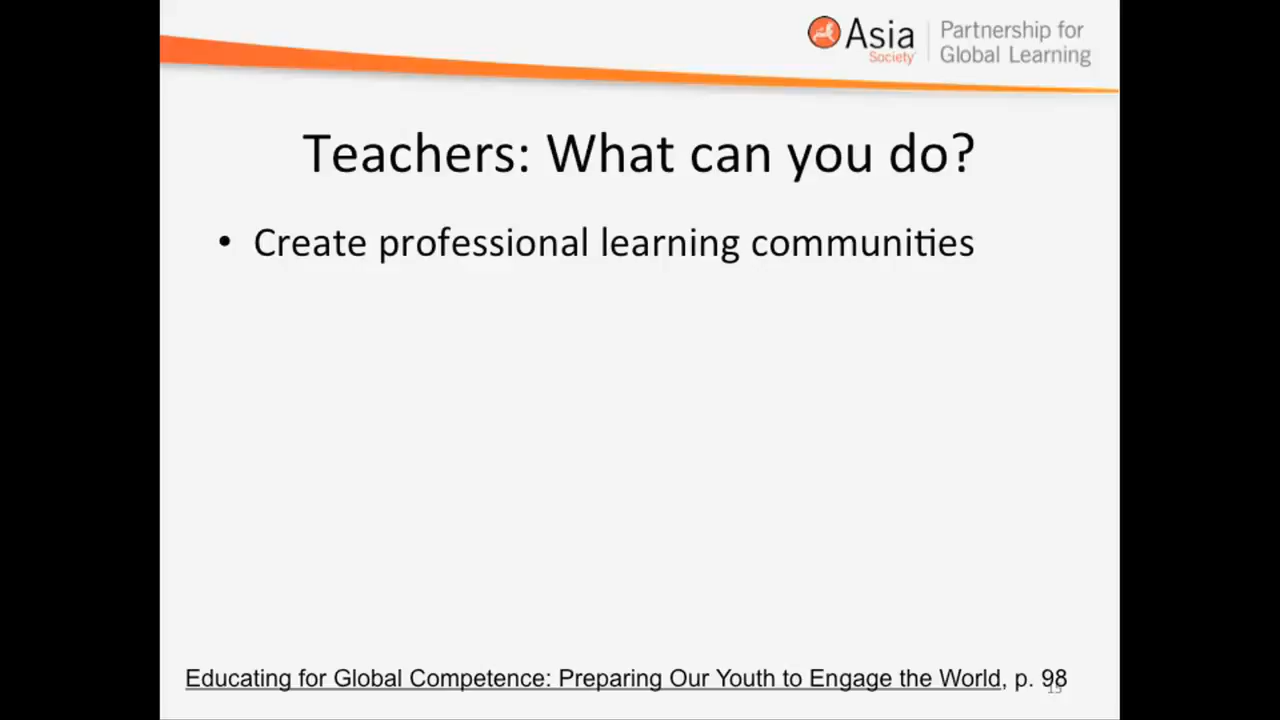 Asia
Society
Partnership for
Global Learning
Teachers: What can you do?
• Create professional learning communities
Educating for Global Competence: Preparing Our Youth to Engage the World, p. 98
15